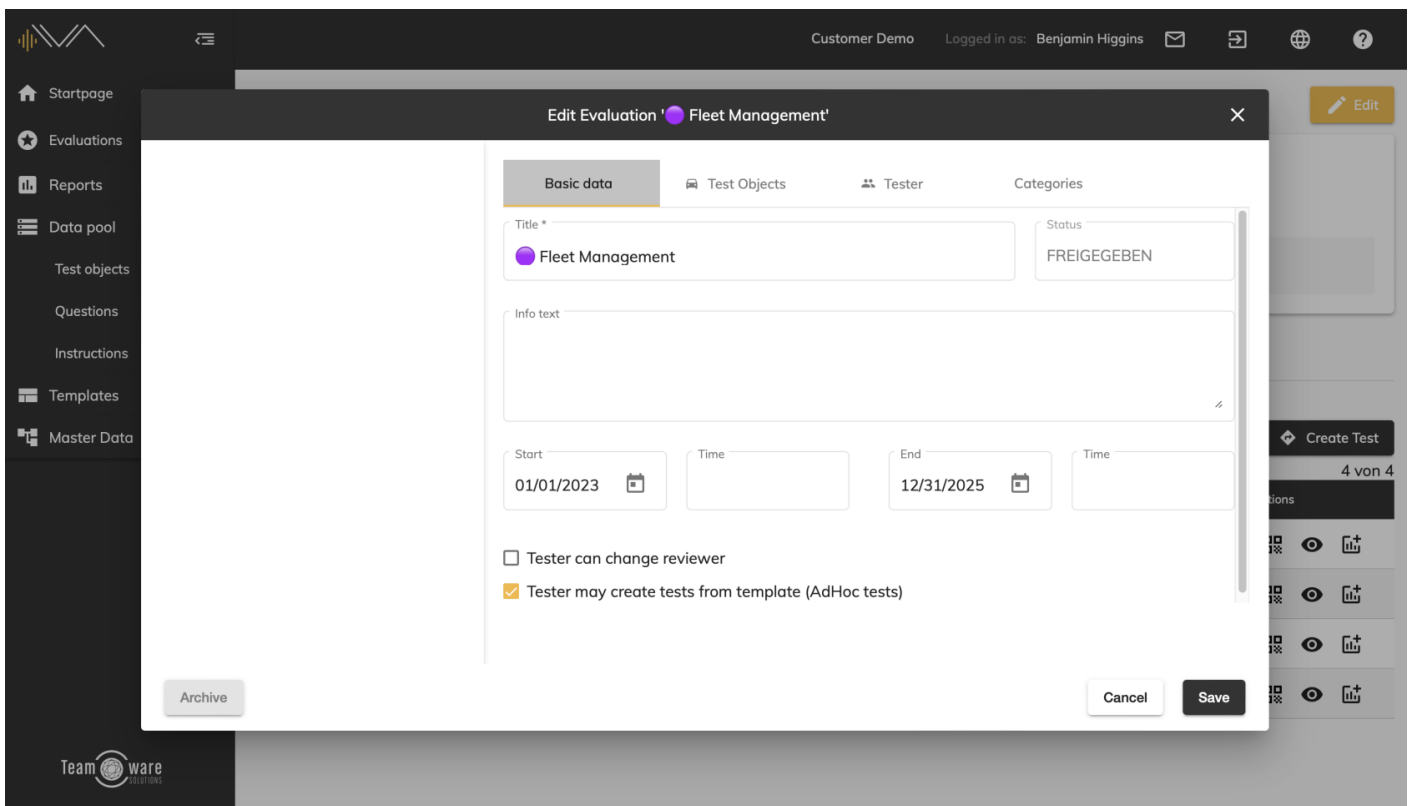 Customer Demo Logged in as: Benjamin Higgins
Startpage
Evaluations
Reports
Data pool
Test objects
Questions
Instructions
Templates
Master Data
Team ware
SOLUTIONS
Edit
Edit Evaluation '🟣 Fleet Management'
Basic data Test Objects Tester Categories
Title *
🟣 Fleet Management
Status
FREIGEGEBEN
Info text
Start
01/01/2023
Time
End
12/31/2025
Time
Tester can change reviewer
Tester may create tests from template (AdHoc tests)
Archive
Cancel
Save
Create Test
4 von 4
tions